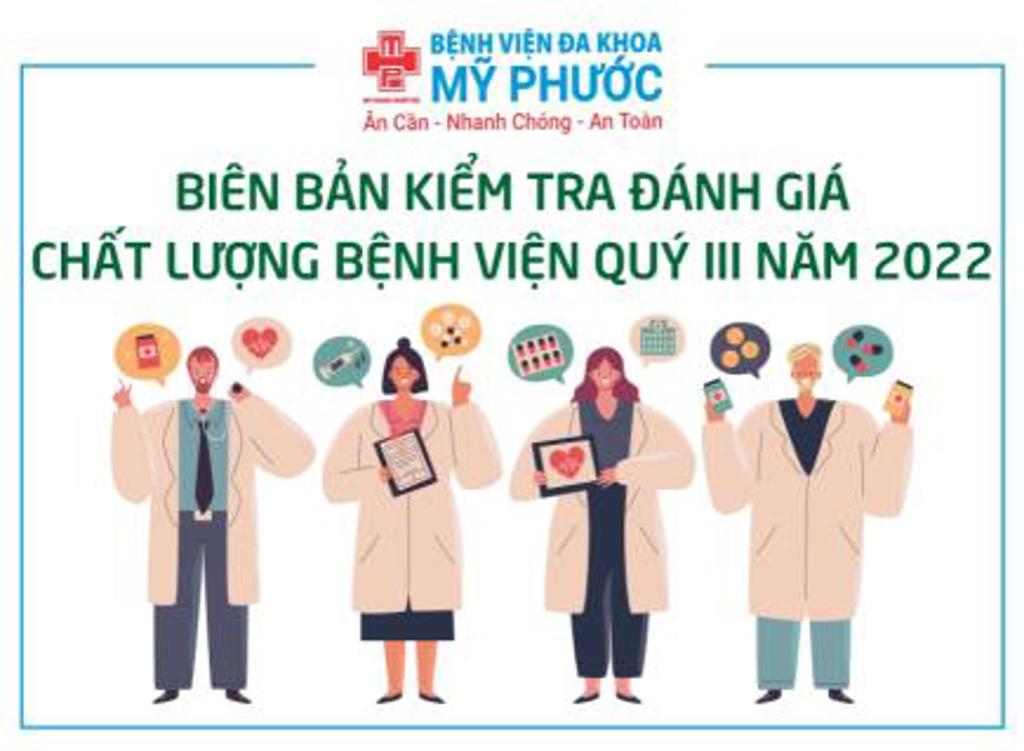 BỆNH VIỆN ĐA KHOA
MỸ PHƯỚC
Ân Cần - Nhanh Chóng - An Toàn
BIÊN BẢN KIỂM TRA ĐÁNH GIÁ
CHẤT LƯỢNG BỆNH VIỆN QUÝ III NĂM 2022